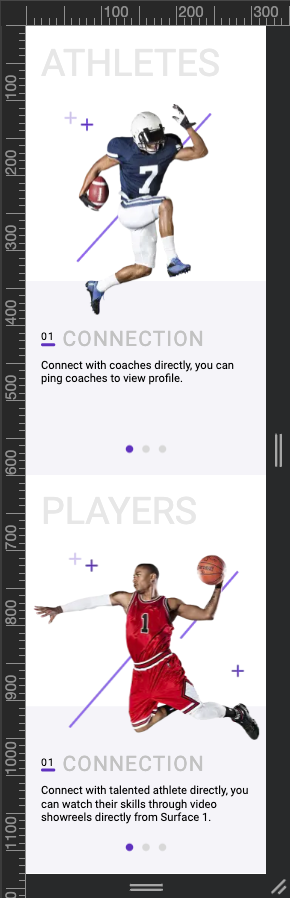 100 200 300
100
200
300
400
500
600
700
800
900
1000
1100
ATHLETES
7
01 CONNECTION
Connect with coaches directly, you can
ping coaches to view profile.
PLAYERS
1
01 CONNECTION
Connect with talented athlete directly, you
can watch their skills through video
showreels directly from Surface 1.